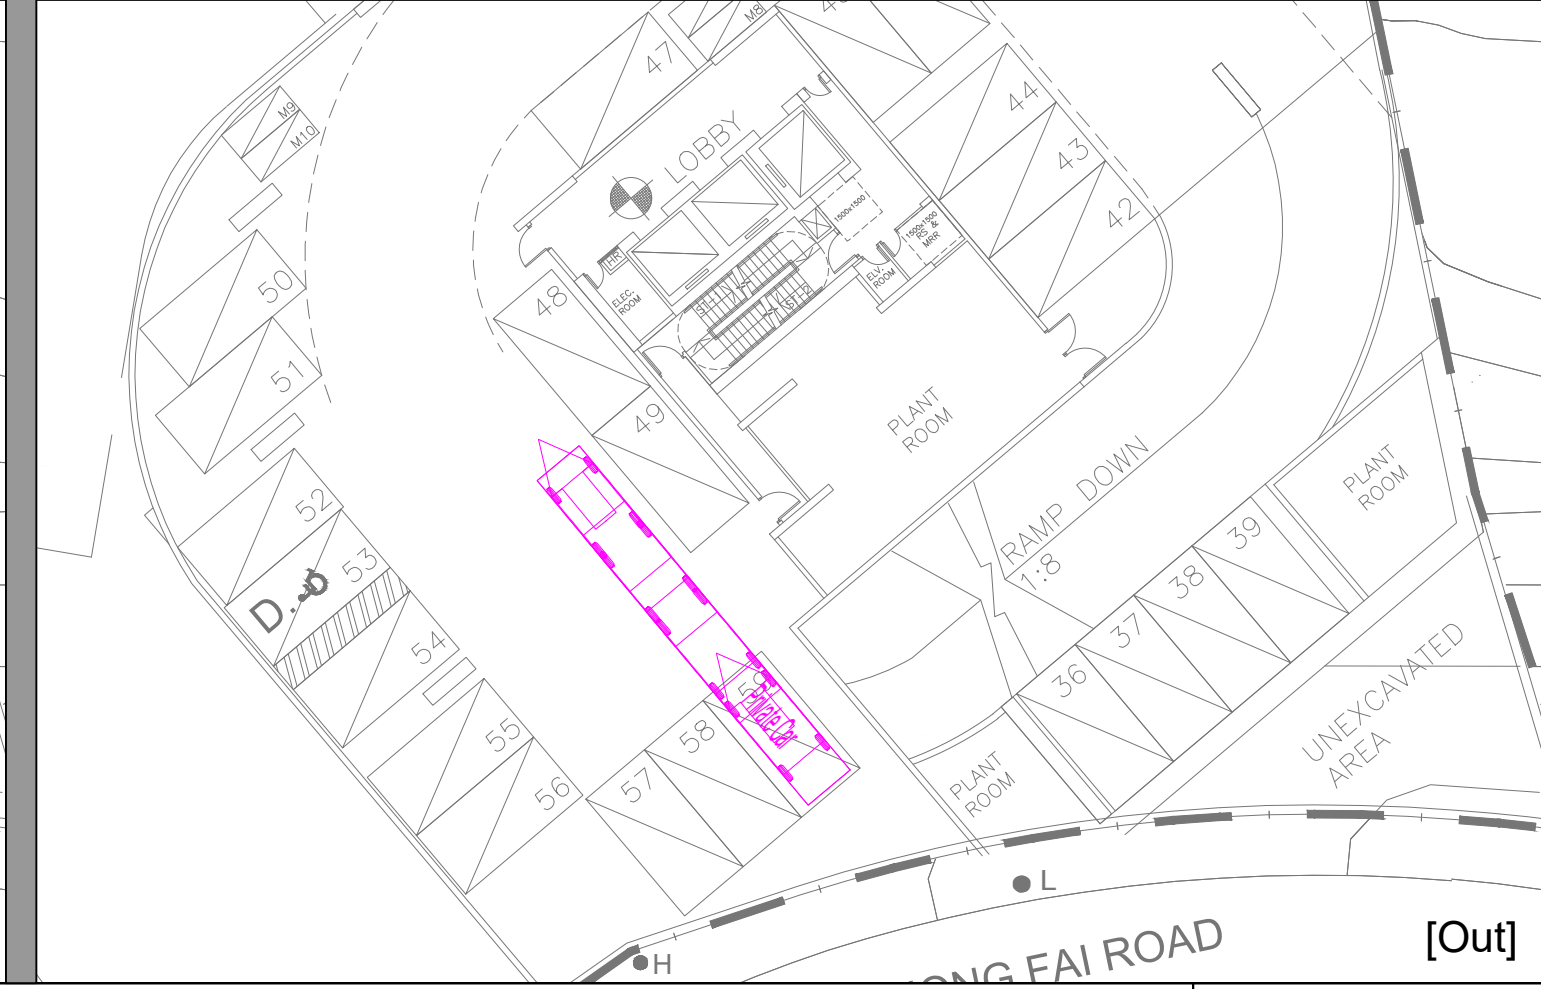 M8
47
M9
M10
44
43
42
LOBBY
1500x1500
1500x1500
RS &
MRR
HR
ELEC.
ROOM
ELV.
ROOM
50
48
51
49
PLANT
ROOM
PLANT
ROOM
52
53
D.
54
RAMP DOWN
1:8
39
38
37
36
55
56
57
58
59
Private Car
PLANT
ROOM
UNEXCAVATED
AREA
L
H
FAI ROAD
[Out]